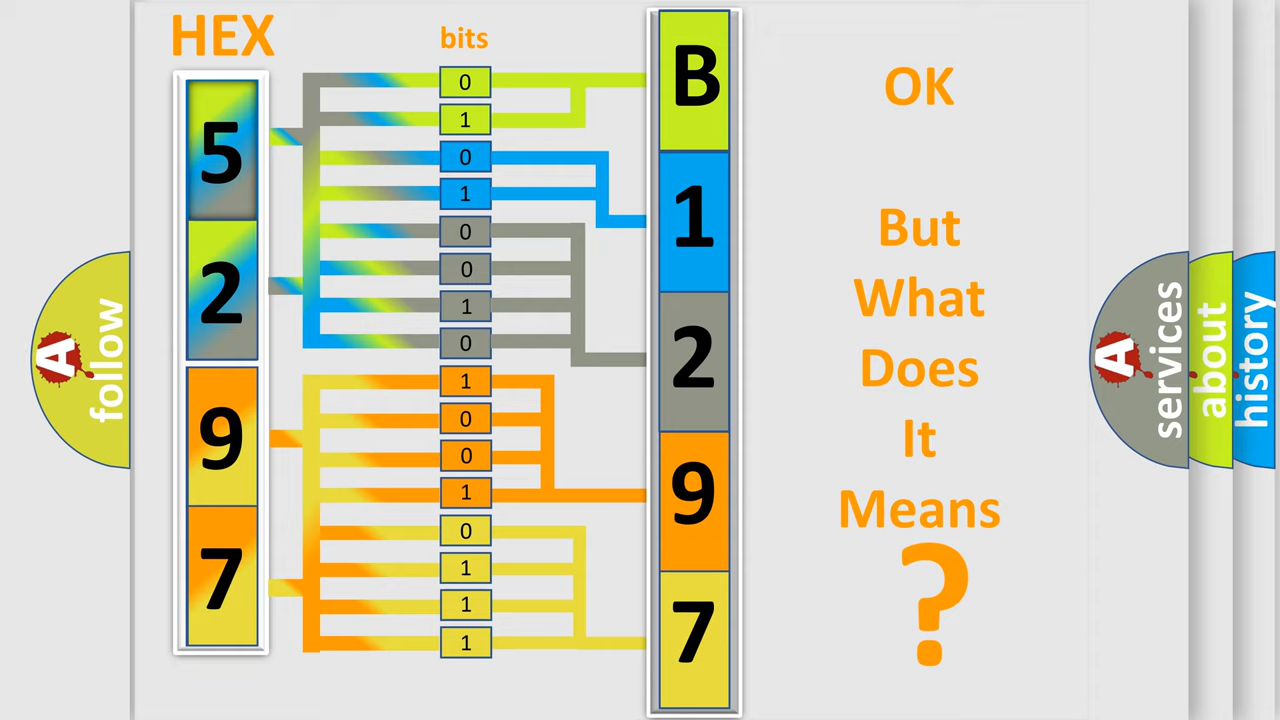 HEX
bits
5
2
9
7
0
1
0
1
0
0
1
0
1
0
0
1
0
1
1
1
B
1
2
9
7
OK
But
What
Does
It
Means
?
A
follow
A
services
about
history